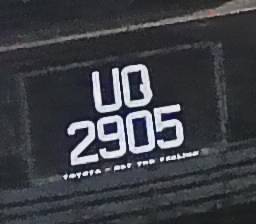 UQ
2905
TOYOTA - GET THE FEELING